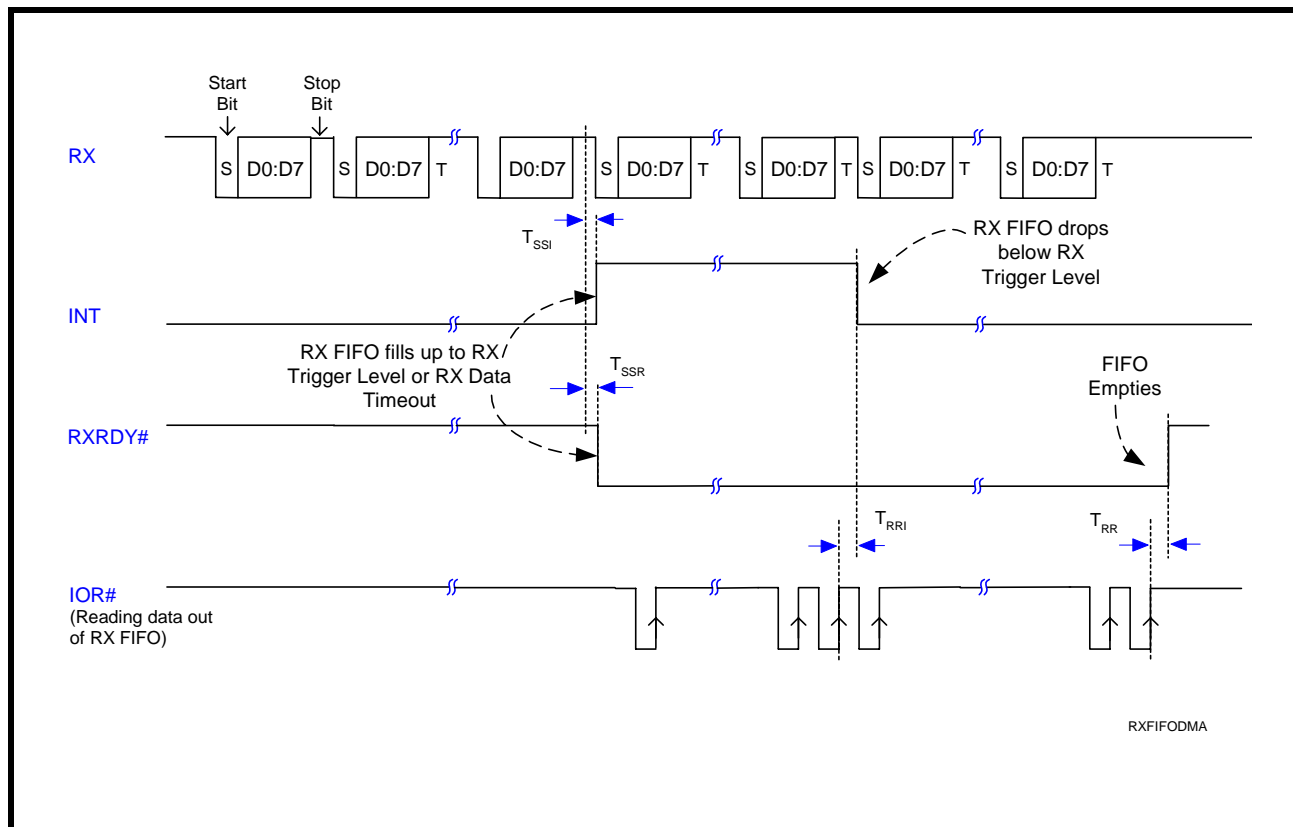 Start
Bit
Stop
Bit
RX
S
D0:D7
S
D0:D7
T
D0:D7
S
D0:D7
T
S
D0:D7
T
S
D0:D7
T
S
D0:D7
T
TSSI
RX FIFO drops
below RX
Trigger Level
INT
RX FIFO fills up to RX
Trigger Level or RX Data
Timeout
TSSR
FIFO
Empties
RXRDY#
TRRI
TRR
IOR#
(Reading data out
of RX FIFO)
RXFIFODMA